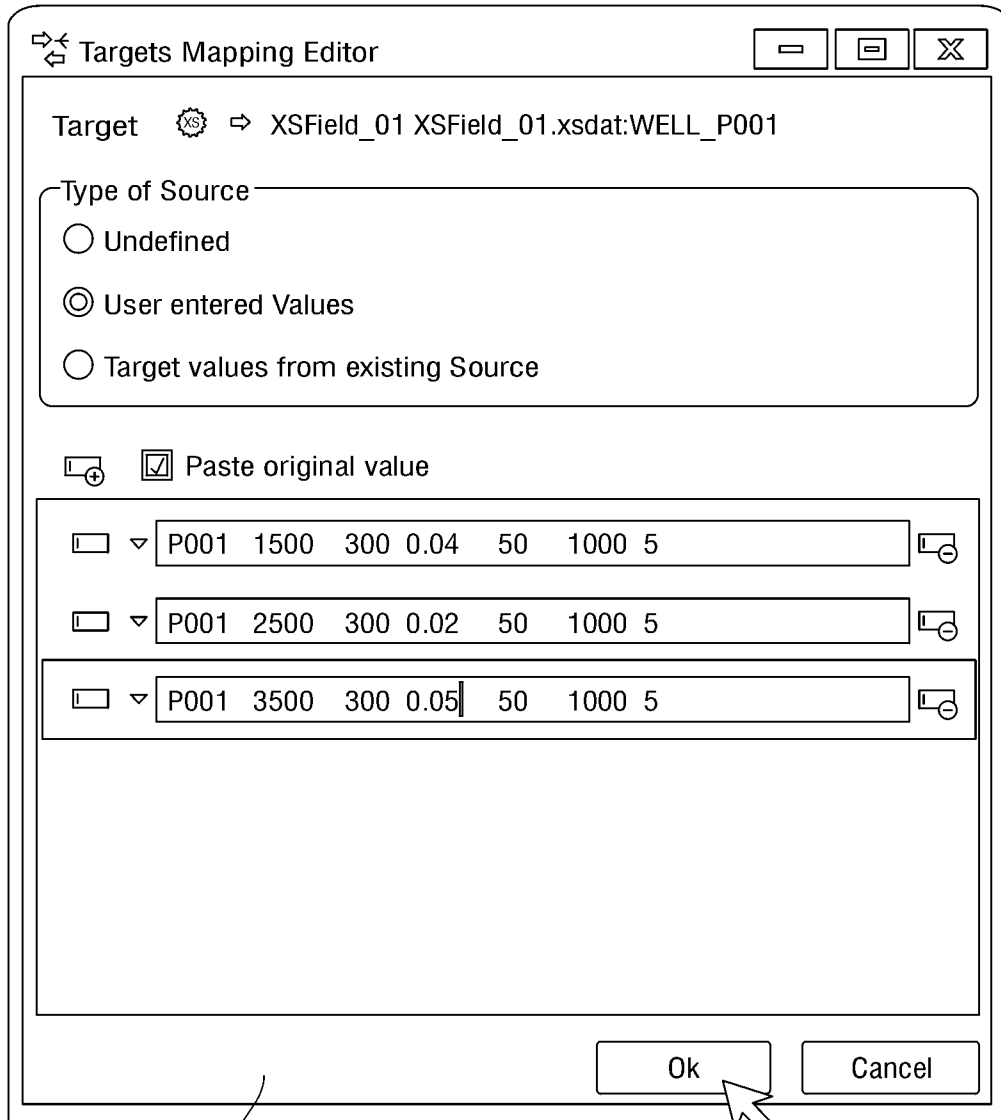 Targets Mapping Editor
Target XS XSField_01 XSField_01.xsdat:WELL_P001
Type of Source
Undefined
User entered Values
Target values from existing Source
Paste original value
P001 1500 300 0.04 50 1000 5
P001 2500 300 0.02 50 1000 5
P001 3500 300 0.05 50 1000 5
Ok Cancel